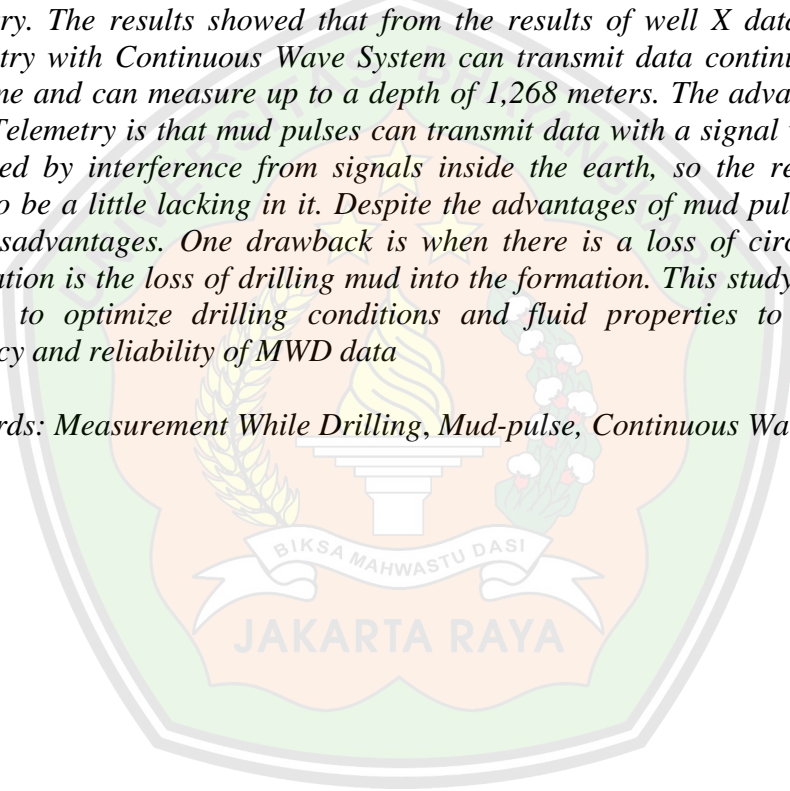 ry. The results showed that from the results of well X data
try with Continuous Wave System can transmit data continu
ne and can measure up to a depth of 1,268 meters. The adva
Telemetry is that mud pulses can transmit data with a signal
ed by interference from signals inside the earth, so the re
o be a little lacking in it. Despite the advantages of mud pul
isadvantages. One drawback is when there is a loss of circ
ation is the loss of drilling mud into the formation. This study
to optimize drilling conditions and fluid properties to
cy and reliability of MWD data
rds: Measurement While Drilling, Mud-pulse, Continuous Wa
UNIVERSITAS BHAYANGKARA
BIKSA MAHWASTU DASI
JAKARTA RAYA